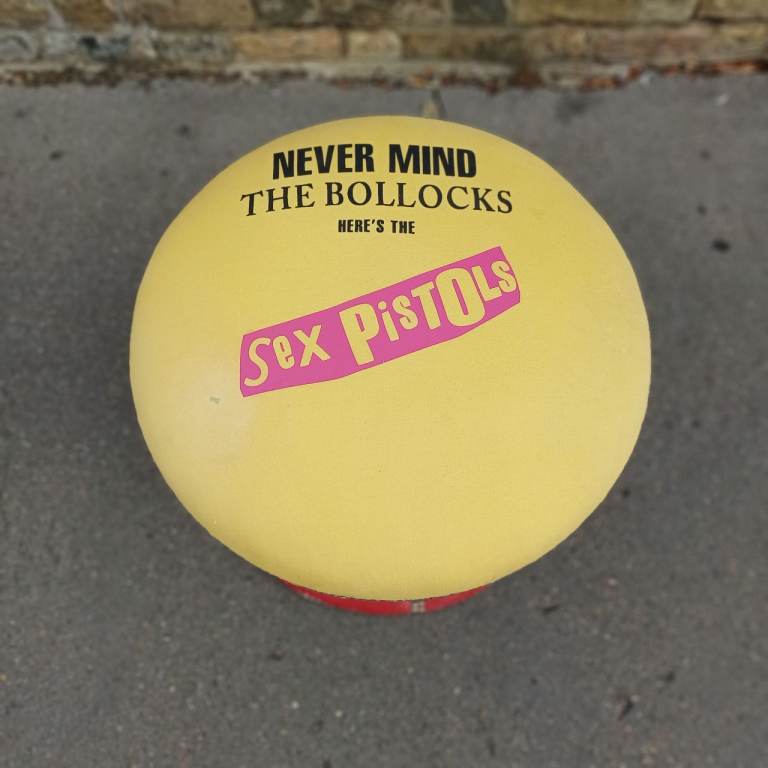 NEVER MIND
THE BOLLOCKS
HERE'S THE
Sex PiSTOLS